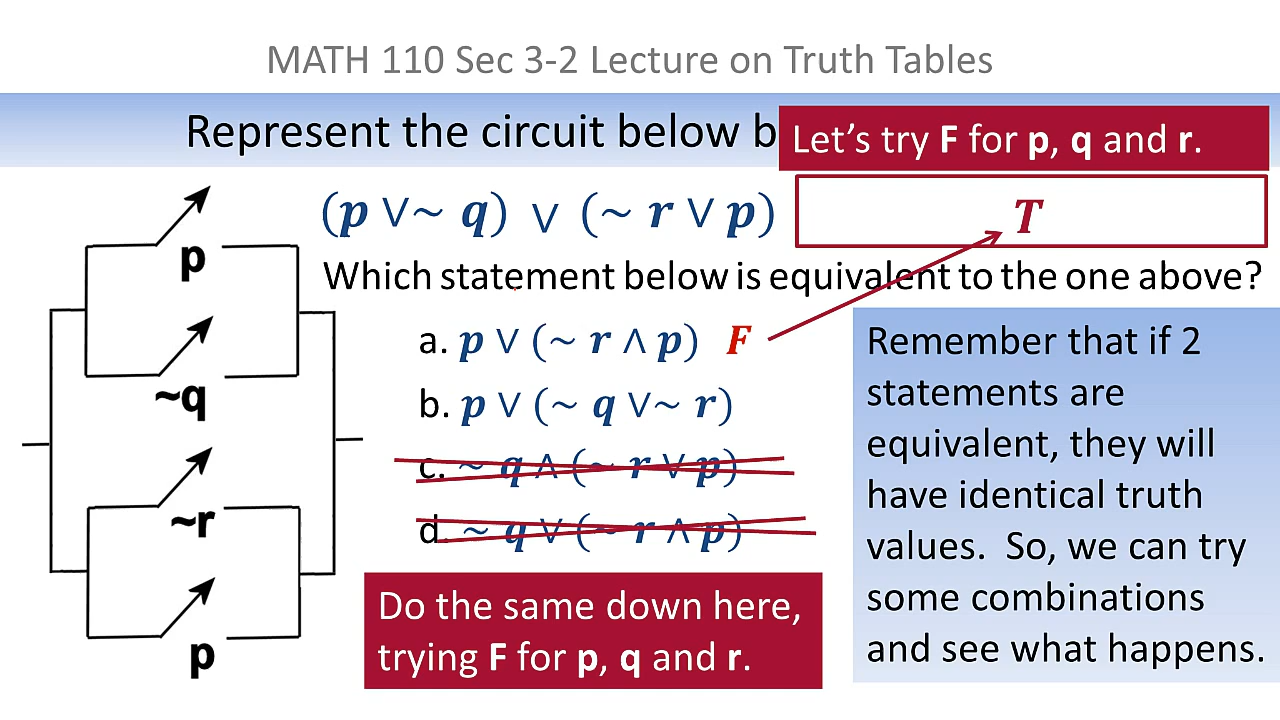 MATH 110 Sec 3-2 Lecture on Truth Tables
Represent the circuit below b
Let's try F for p, q and r.
(p ∨~ q) ∨ (~ r ∨ p)
T
Which statement below is equivalent to the one above?
a. p ∨ (~ r ∧ p) F
b. p ∨ (~ q ∨~ r)
c. ~ q ∧ (~ r ∨ p)
d. ~ q ∨ (~ r ∧ p)
Do the same down here,
trying F for p, q and r.
Remember that if 2
statements are
equivalent, they will
have identical truth
values. So, we can try
some combinations
and see what happens.
p
~q
~r
p